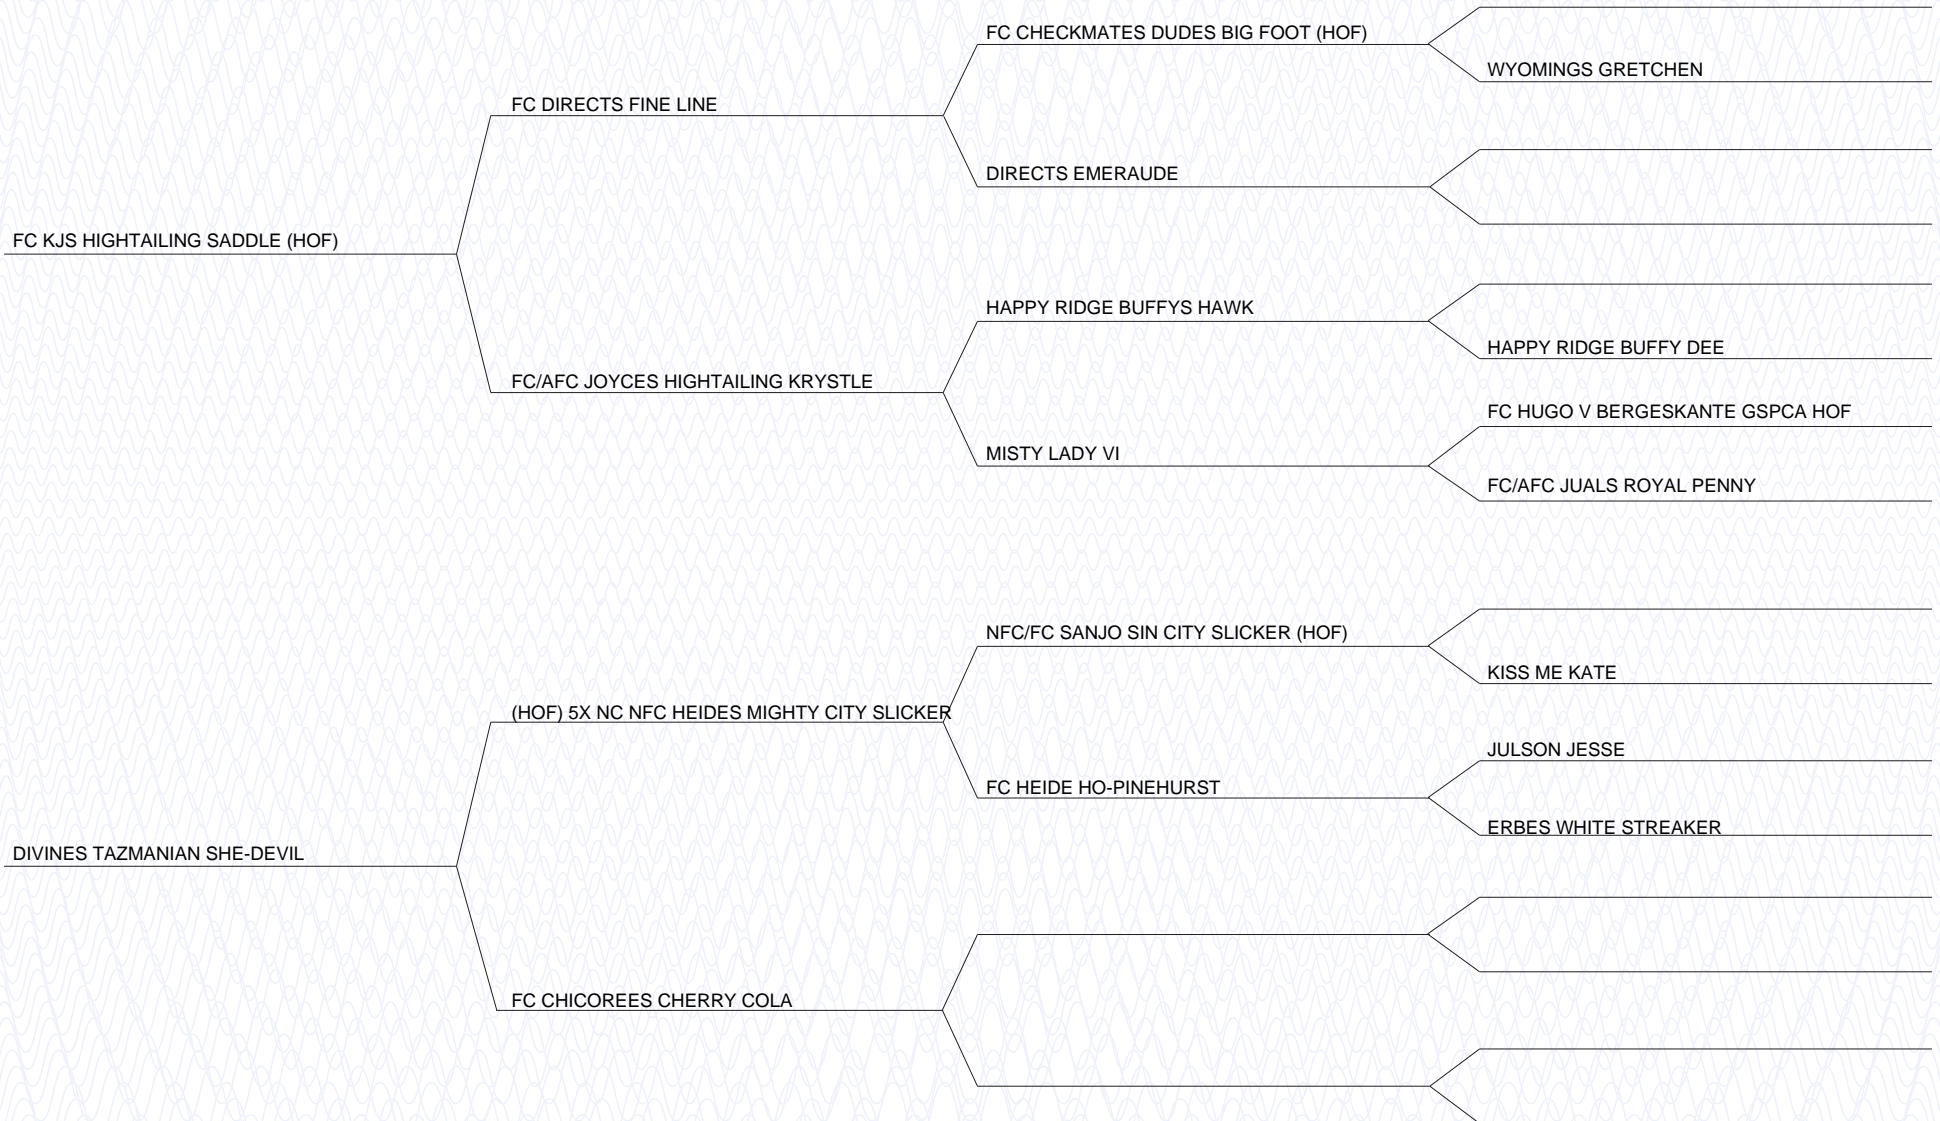 FC CHECKMATES DUDES BIG FOOT (HOF)
WYOMINGS GRETCHEN
FC DIRECTS FINE LINE
DIRECTS EMERAUDE
FC KJS HIGHTAILING SADDLE (HOF)
HAPPY RIDGE BUFFYS HAWK
HAPPY RIDGE BUFFY DEE
FC/AFC JOYCES HIGHTAILING KRYSTLE
FC HUGO V BERGESKANTE GSPCA HOF
MISTY LADY VI
FC/AFC JUALS ROYAL PENNY
NFC/FC SANJO SIN CITY SLICKER (HOF)
KISS ME KATE
(HOF) 5X NC NFC HEIDES MIGHTY CITY SLICKER
JULSON JESSE
FC HEIDE HO-PINEHURST
ERBES WHITE STREAKER
DIVINES TAZMANIAN SHE-DEVIL
FC CHICOREES CHERRY COLA